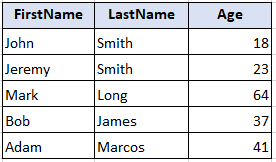 FirstName LastName Age
John Smith 18
Jeremy Smith 23
Mark Long 64
Bob James 37
Adam Marcos 41